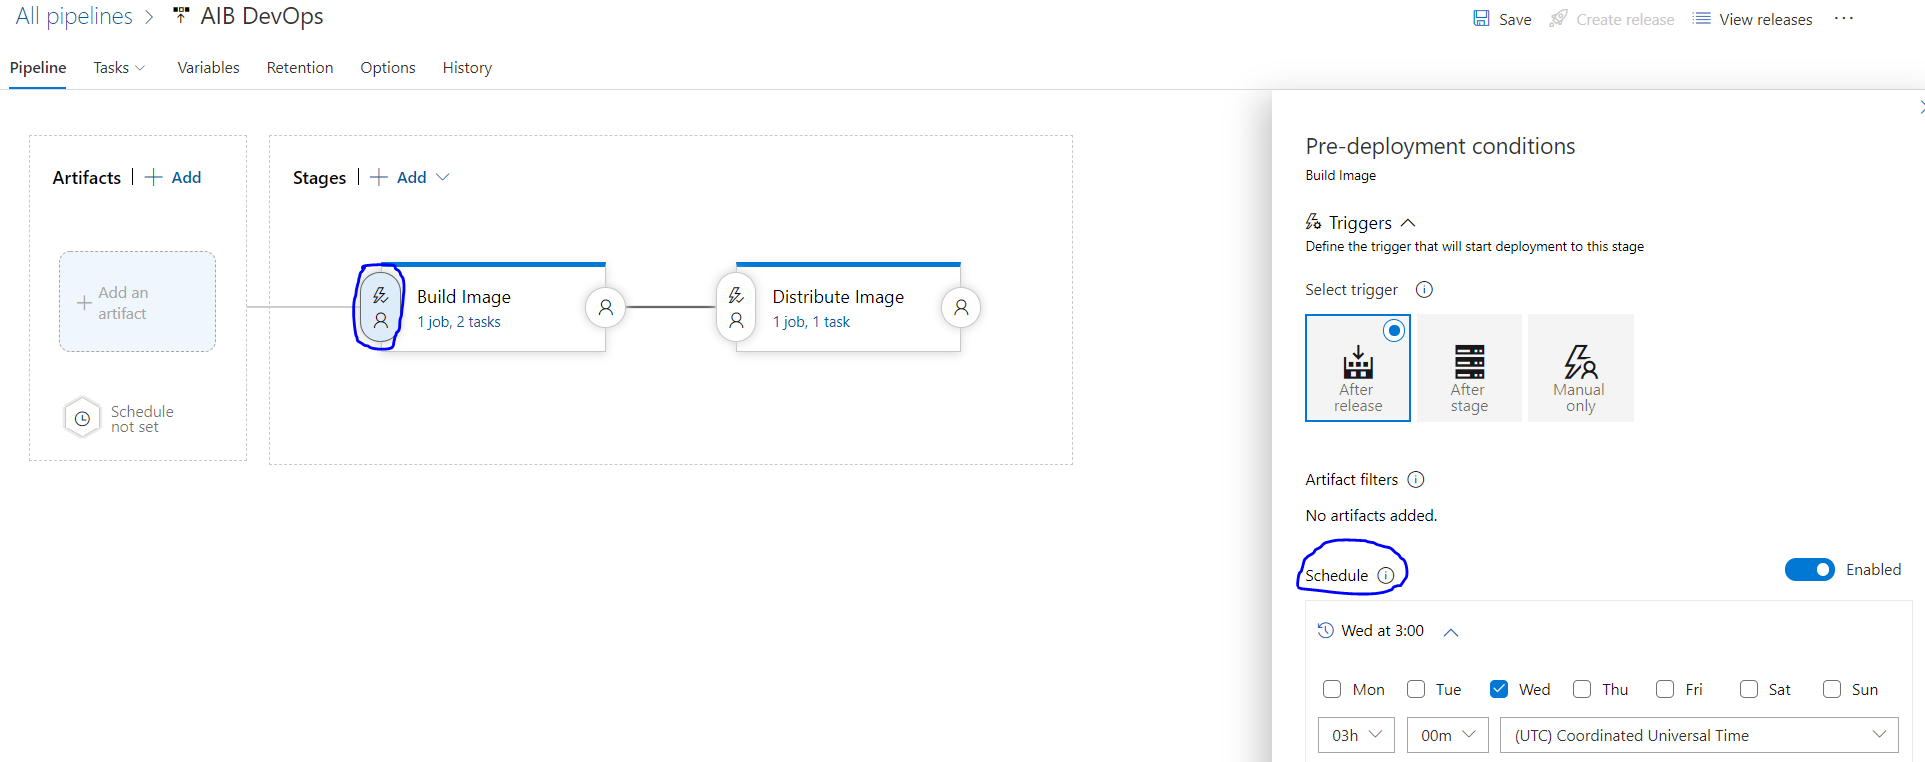 All pipelines > AIB DevOps
Save Create release View releases ...
Pipeline Tasks Variables Retention Options History
Artifacts | + Add
Stages | + Add
+ Add an
artifact
Schedule
not set
Build Image
1 job, 2 tasks
Distribute Image
1 job, 1 task
Pre-deployment conditions
Build Image
Triggers
Define the trigger that will start deployment to this stage
Select trigger
After
release
After
stage
Manual
only
Artifact filters
No artifacts added.
Schedule
Enabled
Wed at 3:00
Mon Tue Wed Thu Fri Sat Sun
03h 00m (UTC) Coordinated Universal Time